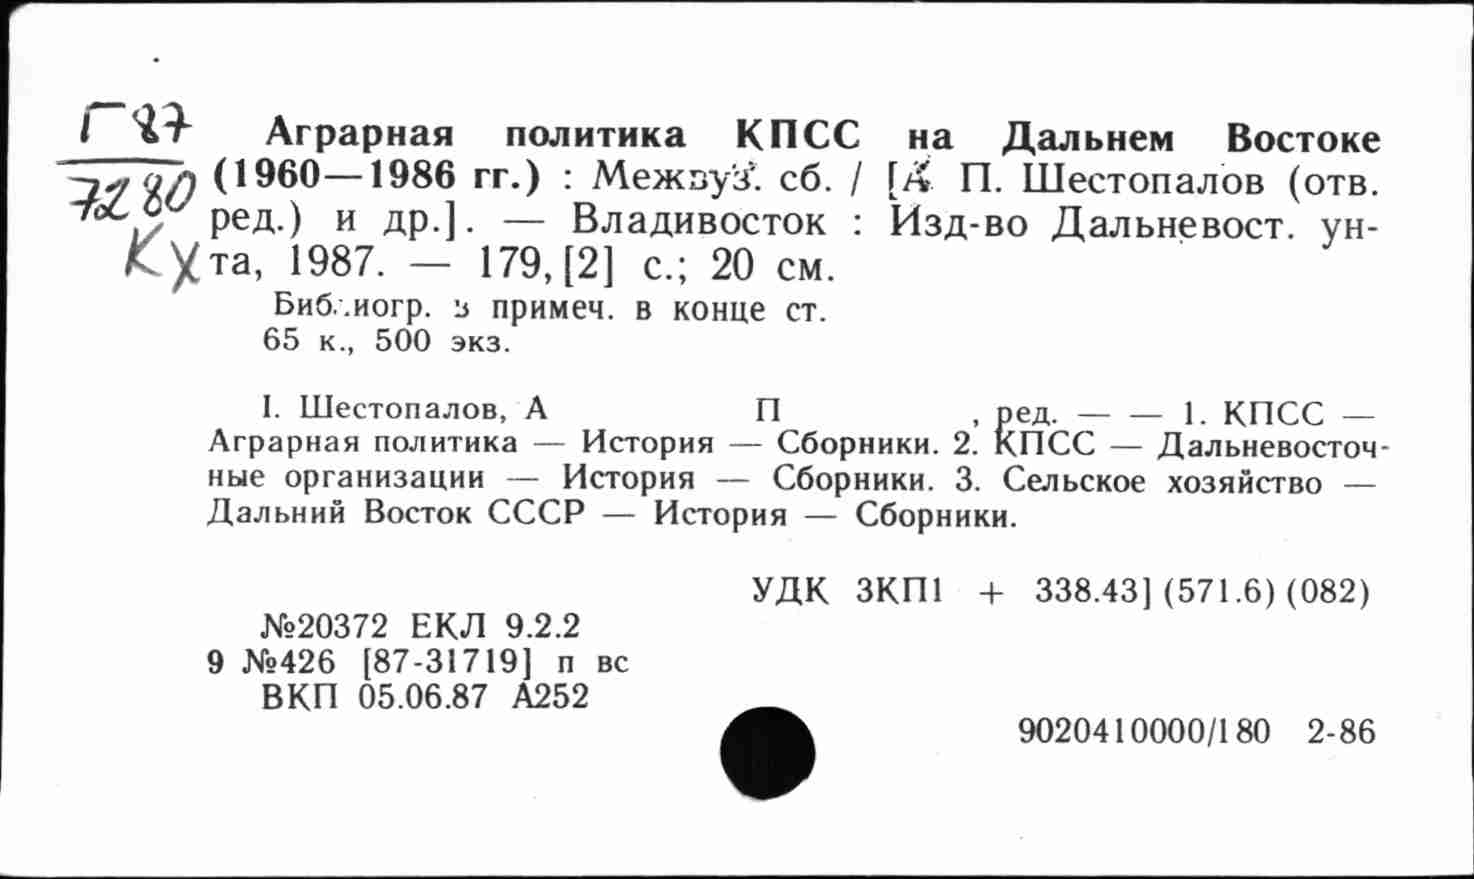 Г87
7280
Кх
Аграрная политика КПСС на Дальнем Востоке
(1960—1986 гг.) : Межвуз. сб. / [А. П. Шестопалов (отв.
ред.) и др.]. — Владивосток : Изд-во Дальневост. ун-
та, 1987. — 179, [2] с.; 20 см.
Библиогр. в примеч. в конце ст.
65 к., 500 экз.
I. Шестопалов, А П , ред. — — 1. КПСС —
Аграрная политика — История — Сборники. 2. КПСС — Дальневосточ-
ные организации — История — Сборники. 3. Сельское хозяйство —
Дальний Восток СССР — История — Сборники.
УДК 3КП1 + 338.43] (571.6) (082)
№20372 ЕКЛ 9.2.2
9 №426 [87-31719] п вс
ВКП 05.06.87 А252
9020410000/180 2-86